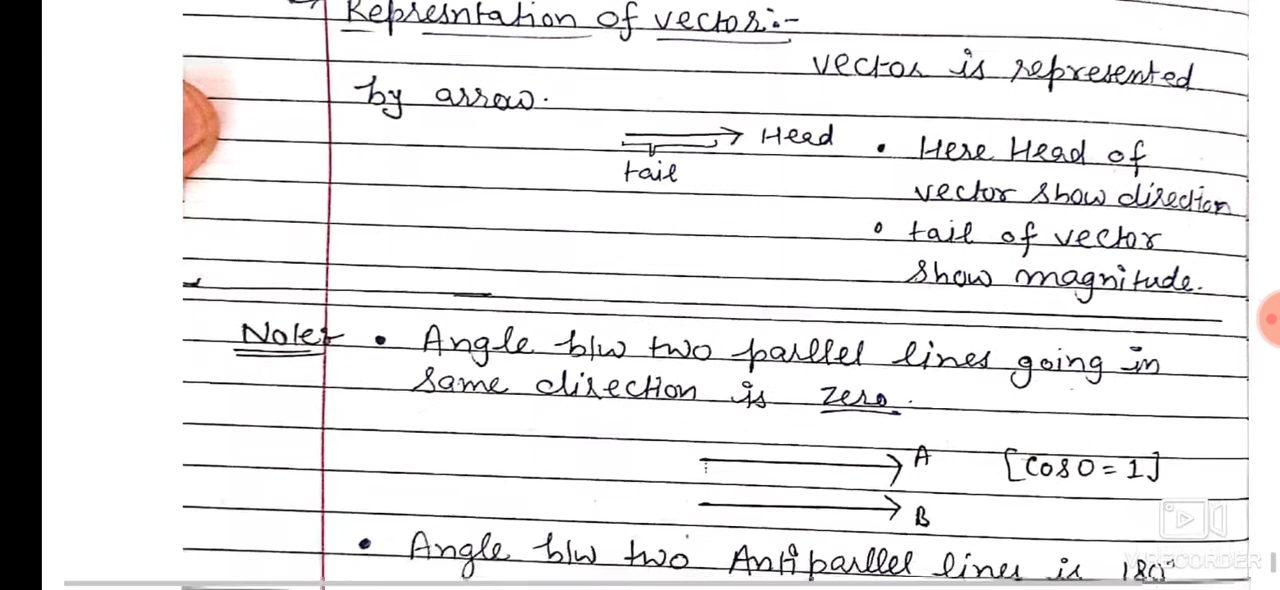 Represntation of vector:-
vector is represented
by arrow.
Head
tail
• Here Head of
vector show direction
• tail of vector
show magnitude.
Note:
• Angle b/w two parllel lines going in
same direction is zero.
A [cos 0 = 1]
B
• Angle b/w two Antiparllel lines is 180°
RECORDER